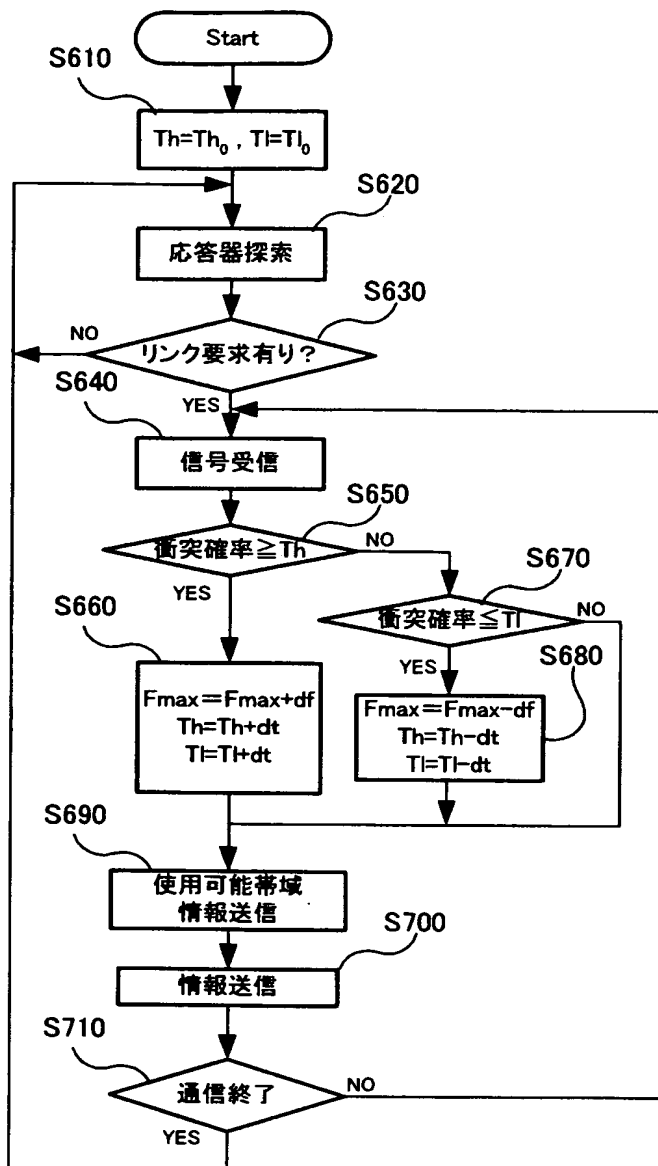 Start
S610
Th=Th₀ , Tl=Tl₀
S620
応答器探索
S630
リンク要求有り?
NO
YES
S640
信号受信
S650
衝突確率≧Th
NO
YES
S670
衝突確率≦Tl
NO
YES
S660
Fmax=Fmax+df
Th=Th+dt
Tl=Tl+dt
S680
Fmax=Fmax-df
Th=Th-dt
Tl=Tl-dt
S690
使用可能帯域
情報送信
S700
情報送信
S710
通信終了
NO
YES